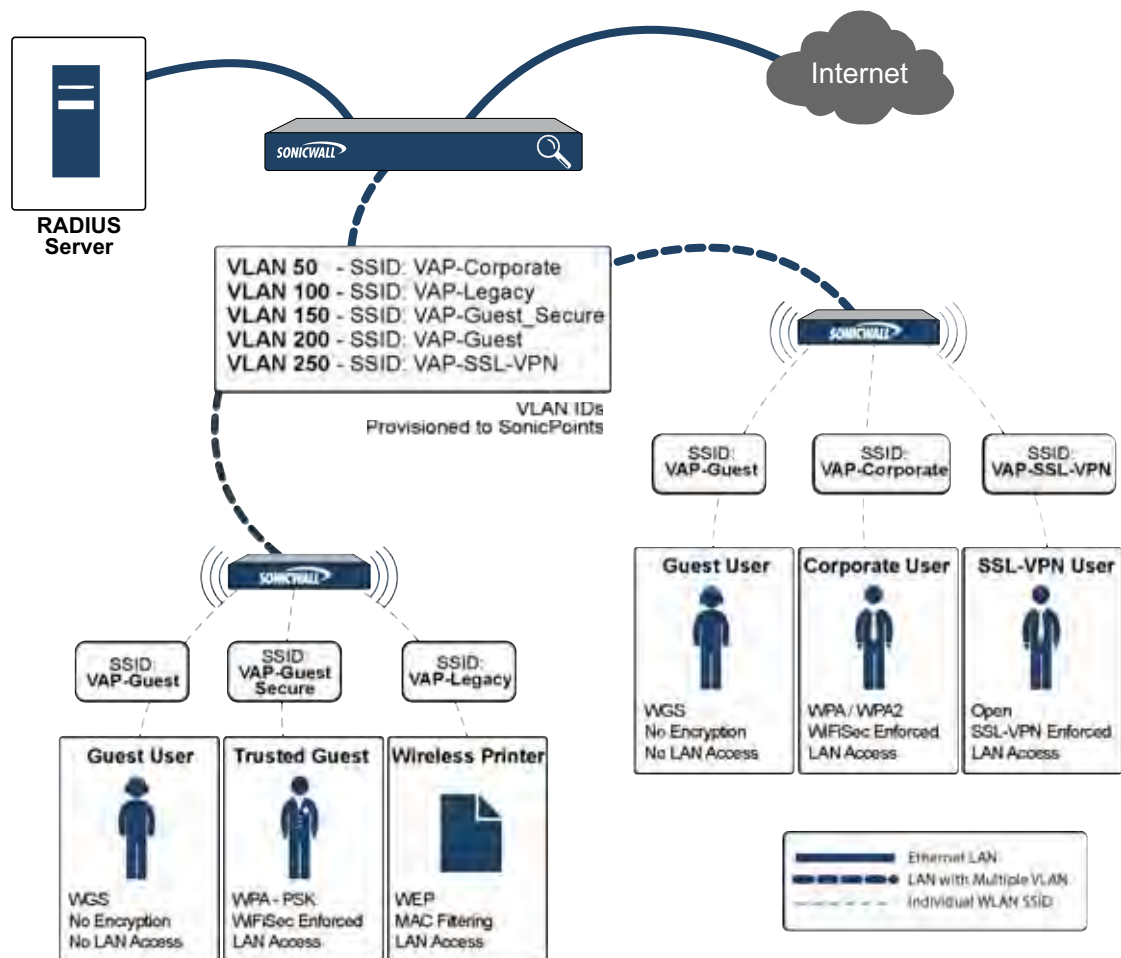 Internet
SONICWALL
RADIUS
Server
VLAN 50 - SSID: VAP-Corporate
VLAN 100 - SSID: VAP-Legacy
VLAN 150 - SSID: VAP-Guest_Secure
VLAN 200 - SSID: VAP-Guest
VLAN 250 - SSID: VAP-SSL-VPN
VLAN IDs
Provisioned to SonicPoints
SONICWALL
SSID:
VAP-Guest
SSID:
VAP-Corporate
SSID:
VAP-SSL-VPN
Guest User
WGS
No Encryption
No LAN Access
Corporate User
WPA / WPA2
WiFiSec Enforced
LAN Access
SSL-VPN User
Open
SSL-VPN Enforced
LAN Access
SONICWALL
SSID:
VAP-Guest
SSID:
VAP-Guest
Secure
SSID:
VAP-Legacy
Guest User
WGS
No Encryption
No LAN Access
Trusted Guest
WPA - PSK
WiFiSec Enforced
LAN Access
Wireless Printer
WEP
MAC Filtering
LAN Access
Ethernet LAN
LAN with Multiple VLAN
Individual WLAN SSID